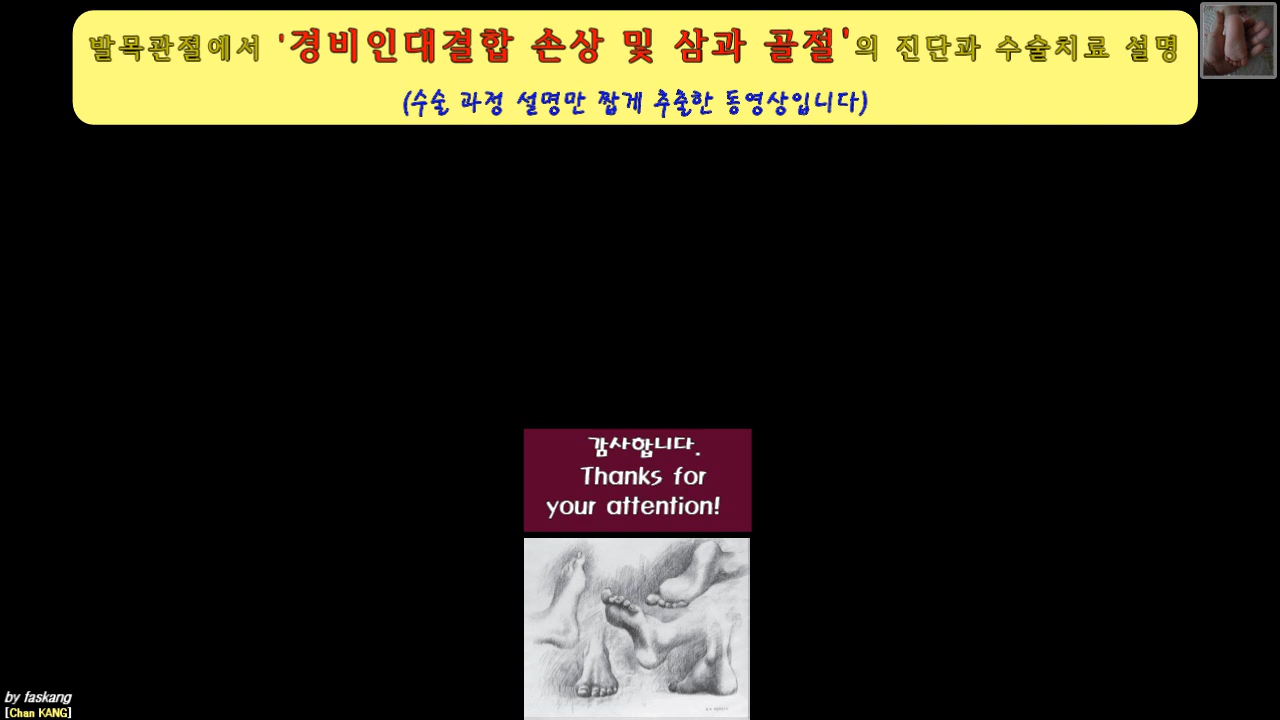 발목관절에서 '경비인대결합 손상 및 삼과 골절'의 진단과 수술치료 설명
(수술 과정 설명만 짧게 추출한 동영상입니다)
감사합니다.
Thanks for
your attention!
by faskang
[Chan KANG]